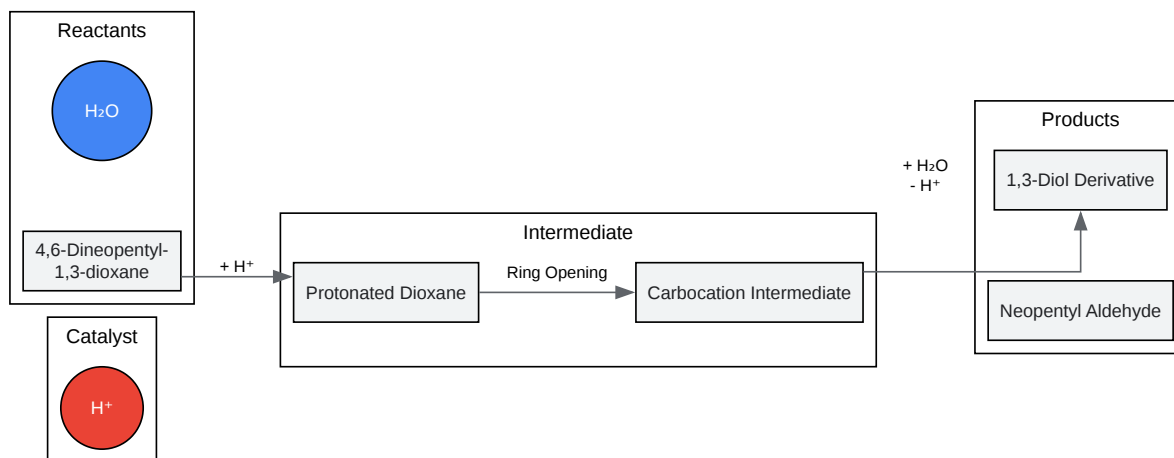 Reactants
H₂O
4,6-Dineopentyl-
1,3-dioxane
Catalyst
H⁺
+ H⁺
Intermediate
Protonated Dioxane
Ring Opening
Carbocation Intermediate
+ H₂O
- H⁺
Products
1,3-Diol Derivative
Neopentyl Aldehyde